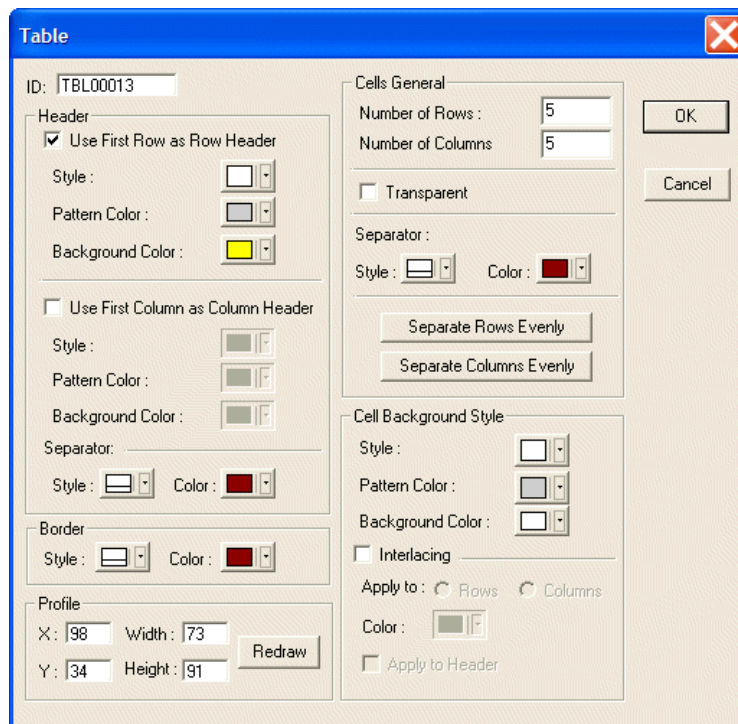 Table
ID: TBL00013
Header
Use First Row as Row Header
Style :
Pattern Color :
Background Color :
Use First Column as Column Header
Style :
Pattern Color :
Background Color :
Separator:
Style : Color :
Border
Style : Color :
Profile
X : 98 Width : 73
Y : 34 Height : 91
Redraw
Cells General
Number of Rows : 5
Number of Columns 5
Transparent
Separator :
Style : Color :
Separate Rows Evenly
Separate Columns Evenly
Cell Background Style
Style :
Pattern Color :
Background Color :
Interlacing
Apply to : Rows Columns
Color :
Apply to Header
OK
Cancel